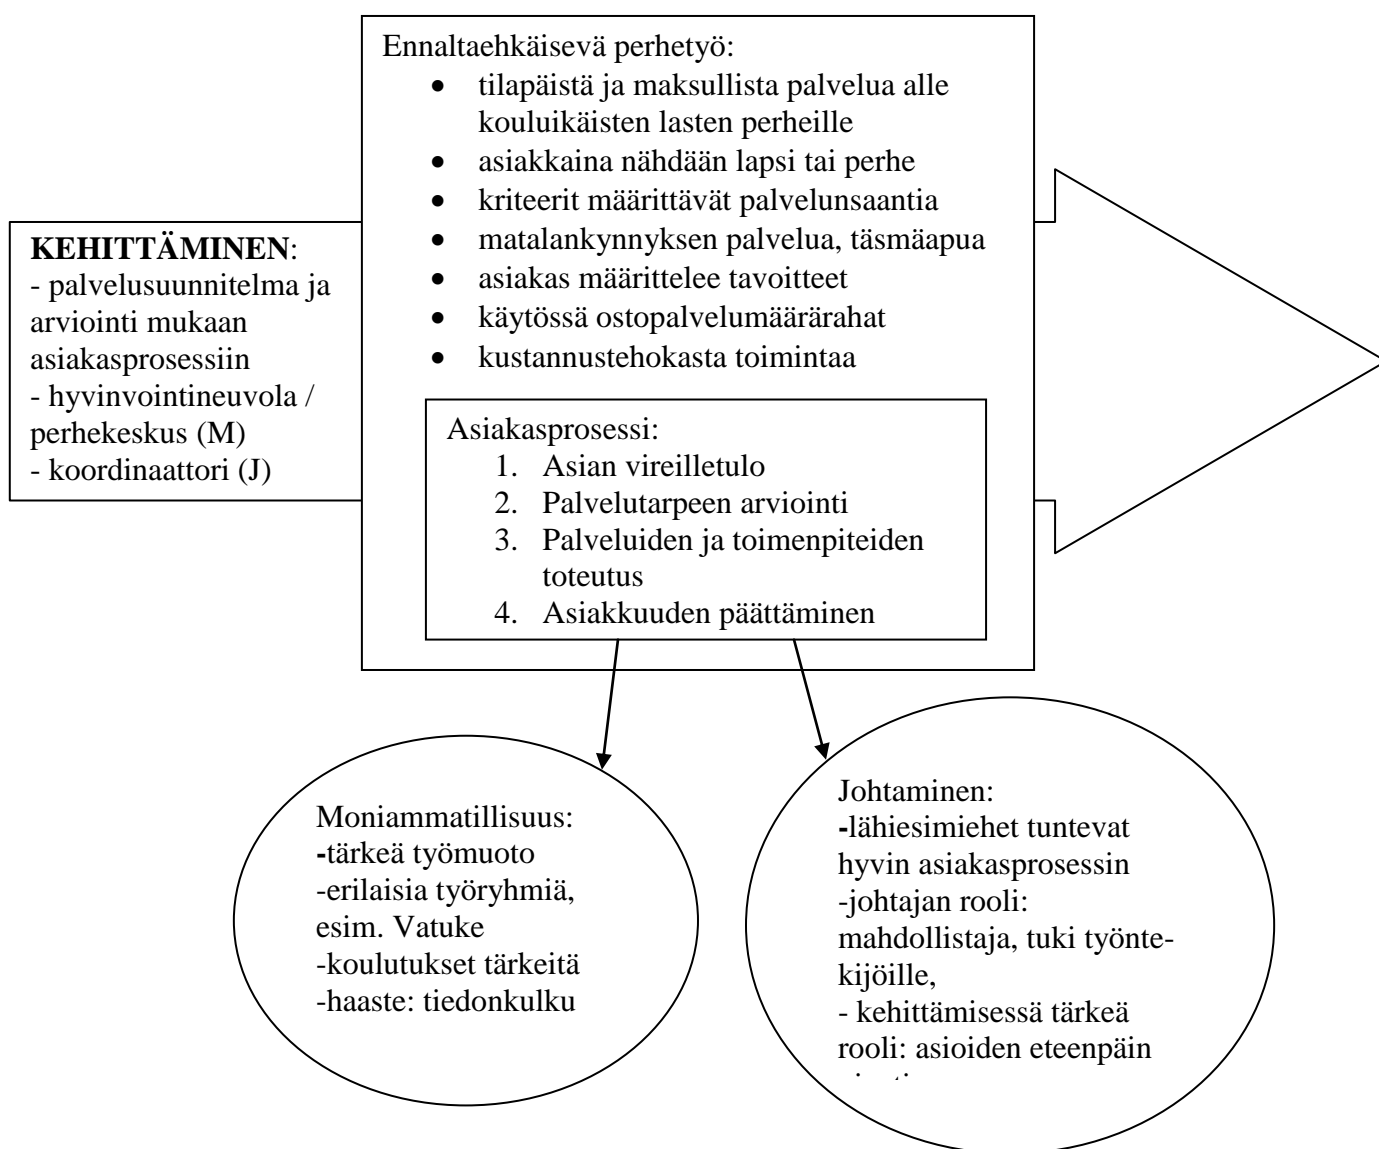 Ennaltaehkäisevä perhetyö:
• tilapäistä ja maksullista palvelua alle
kouluikäisten lasten perheille
• asiakkaina nähdään lapsi tai perhe
• kriteerit määrittävät palvelunsaantia
• matalankynnyksen palvelua, täsmäapua
• asiakas määrittelee tavoitteet
• käytössä ostopalvelumäärärahat
• kustannustehokasta toimintaa
KEHITTÄMINEN:
- palvelusuunnitelma ja
arviointi mukaan
asiakasprosessiin
- hyvinvointineuvola /
perhekeskus (M)
- koordinaattori (J)
Asiakasprosessi:
1. Asian vireilletulo
2. Palvelutarpeen arviointi
3. Palveluiden ja toimenpiteiden
toteutus
4. Asiakkuuden päättäminen
Moniammatillisuus:
-tärkeä työmuoto
-erilaisia työryhmiä,
esim. Vatuke
-koulutukset tärkeitä
-haaste: tiedonkulku
Johtaminen:
-lähiesimiehet tuntevat
hyvin asiakasprosessin
-johtajan rooli:
mahdollistaja, tuki työnte-
kijöille,
- kehittämisessä tärkeä
rooli: asioiden eteenpäin